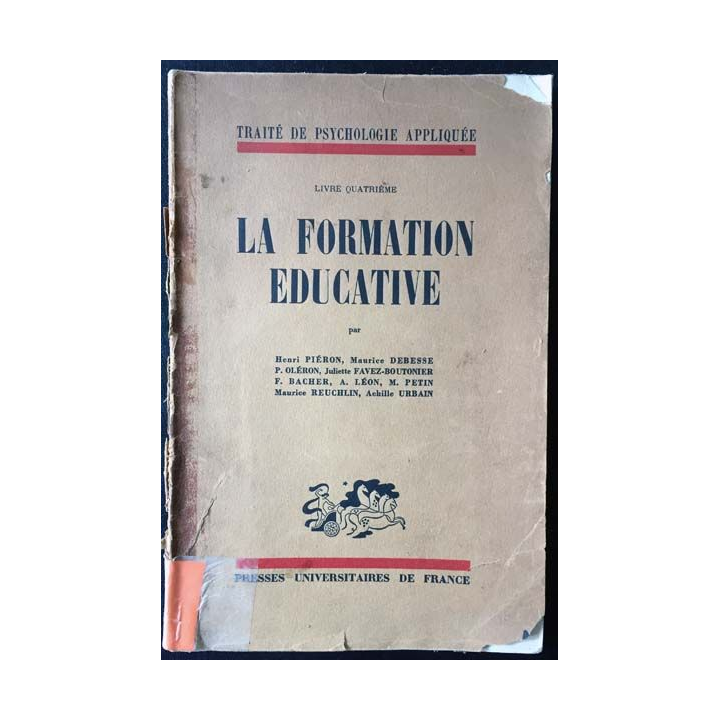 TRAITÉ DE PSYCHOLOGIE APPLIQUÉE
LIVRE QUATRIÈME
LA FORMATION
EDUCATIVE
par
Henri PIÉRON, Maurice DEBESSE
P. OLÉRON, Juliette FAVEZ-BOUTONIER
F. BACHER, A. LÉON, M. PETIN
Maurice REUCHLIN, Achille URBAIN
PRESSES UNIVERSITAIRES DE FRANCE